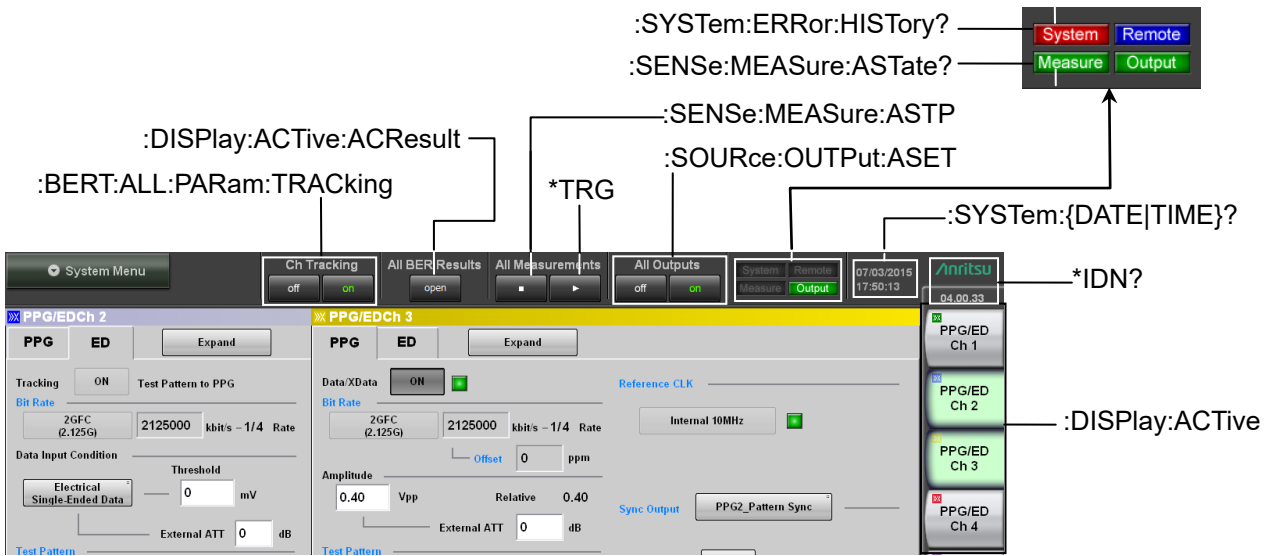 :SYSTem:ERRor:HISTory?
System Remote
:SENSe:MEASure:ASTate?
Measure Output
:SENSe:MEASure:ASTP
:DISPlay:ACTive:ACResult
:SOURce:OUTPut:ASET
:BERT:ALL:PARam:TRACking
*TRG
:SYSTem:{DATE|TIME}?
System Menu
Ch Tracking
off on
All BER Results
open
All Measurements
All Outputs
off on
System Remote
Measure Output
07/03/2015
17:50:13
Anritsu
04.00.33
*IDN?
PPG/EDCh 2
PPG ED Expand
Tracking ON Test Pattern to PPG
Bit Rate
2GFC
(2.125G)
2125000 kbit/s -1/4 Rate
Data Input Condition
Threshold
Electrical
Single-Ended Data
0 mV
External ATT 0 dB
Test Pattern
PPG/EDCh 3
PPG ED Expand
Data/XData ON
Bit Rate
2GFC
(2.125G)
2125000 kbit/s -1/4 Rate
Offset 0 ppm
Amplitude
0.40 Vpp Relative 0.40
External ATT 0 dB
Test Pattern
Reference CLK
Internal 10MHz
Sync Output PPG2_Pattern Sync
PPG/ED
Ch 1
PPG/ED
Ch 2
PPG/ED
Ch 3
PPG/ED
Ch 4
:DISPlay:ACTive